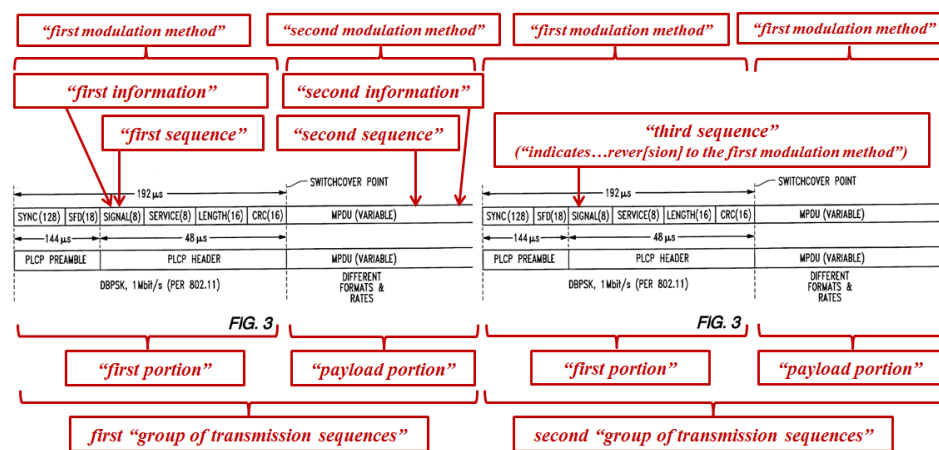 “first modulation method” “second modulation method” “first modulation method” “first modulation method”
“first information” “second information”
“first sequence” “second sequence” “third sequence”
(“indicates…rever[sion] to the first modulation method”)
SWITCHCOVER POINT SWITCHCOVER POINT
192 µs 192 µs
SYNC(128) SFD(18) SIGNAL(8) SERVICE(8) LENGTH(16) CRC(16) MPDU (VARIABLE) SYNC(128) SFD(18) SIGNAL(8) SERVICE(8) LENGTH(16) CRC(16) MPDU (VARIABLE)
144 µs 48 µs 144 µs 48 µs
PLCP PREAMBLE PLCP HEADER MPDU (VARIABLE) PLCP PREAMBLE PLCP HEADER MPDU (VARIABLE)
DBPSK, 1Mbit/s (PER 802.11) DIFFERENT DBPSK, 1Mbit/s (PER 802.11) DIFFERENT
FORMATS & FORMATS &
RATES RATES
FIG. 3 FIG. 3
“first portion” “payload portion” “first portion” “payload portion”
first “group of transmission sequences” second “group of transmission sequences”